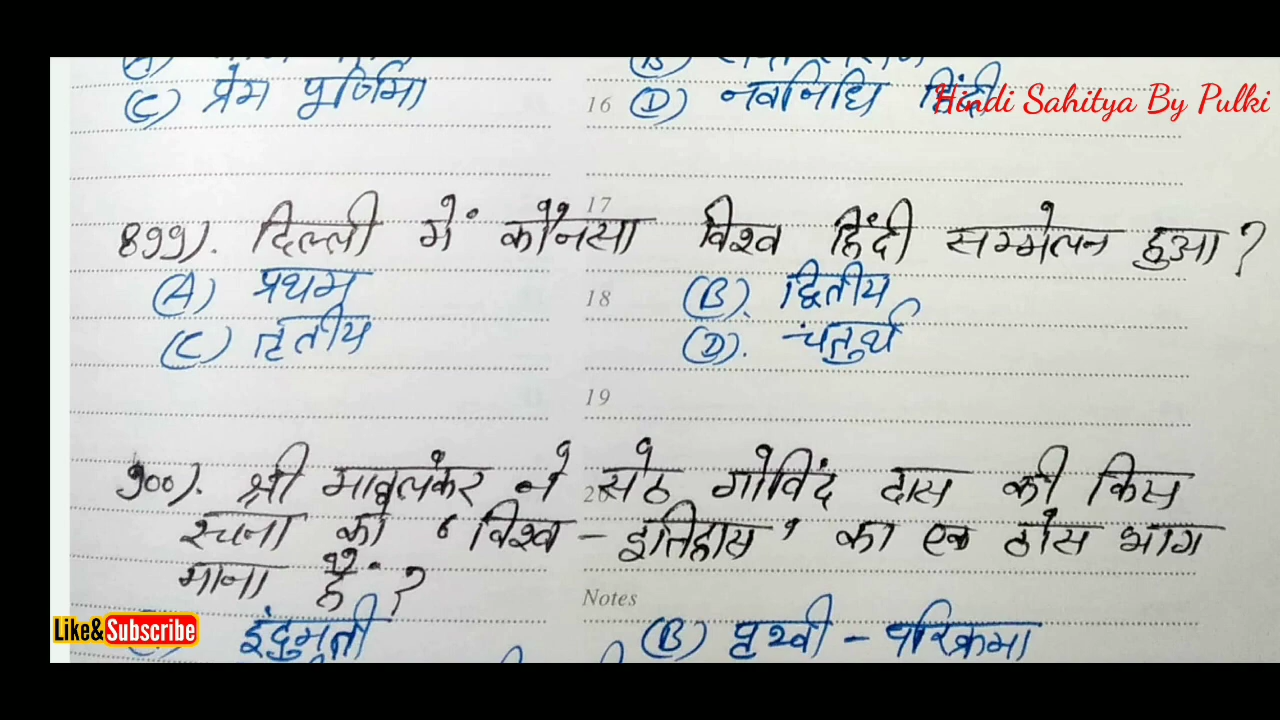 (C) प्रेम पूर्णिमा 16 (D) नवनिधि हिंदी
Hindi Sahitya By Pulki
17
899). दिल्ली में कौनसा विश्व हिंदी सम्मेलन हुआ?
(A) प्रथम 18 (B). द्वितीय
(C) तृतीय (D). चतुर्थ
19
900). श्री मावलंकर ने सेठ गोविंद दास की किस
रचना को 'विश्व - इतिहास' का एक ठोस भाग
माना है?
Notes
Like& Subscribe
इंदुमती (B) पृथ्वी - परिक्रमा